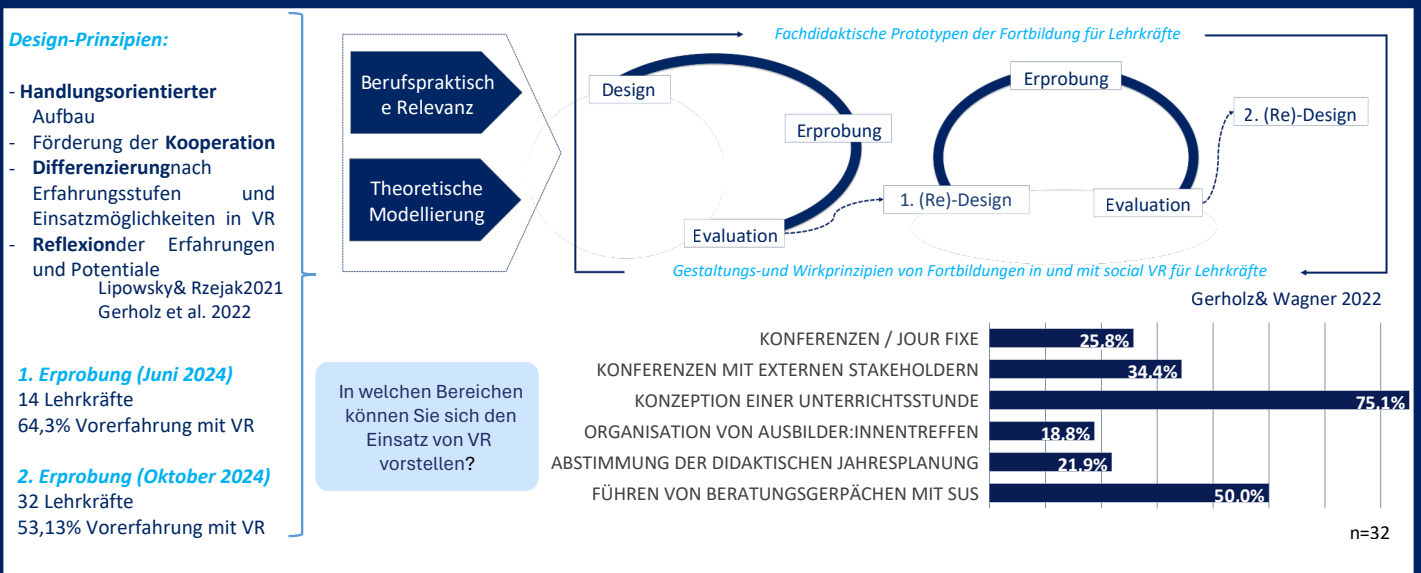 Design-Prinzipien:
- Handlungsorientierter
Aufbau
- Förderung der Kooperation
- Differenzierungnach
Erfahrungsstufen und
Einsatzmöglichkeiten in VR
- Reflexionder Erfahrungen
und Potentiale
Lipowsky& Rzejak2021
Gerholz et al. 2022
1. Erprobung (Juni 2024)
14 Lehrkräfte
64,3% Vorerfahrung mit VR
2. Erprobung (Oktober 2024)
32 Lehrkräfte
53,13% Vorerfahrung mit VR
Berufspraktisch
e Relevanz
Theoretische
Modellierung
Fachdidaktische Prototypen der Fortbildung für Lehrkräfte
Design
Erprobung
Evaluation
1. (Re)-Design
Erprobung
Evaluation
2. (Re)-Design
Gestaltungs-und Wirkprinzipien von Fortbildungen in und mit social VR für Lehrkräfte
Gerholz& Wagner 2022
In welchen Bereichen
können Sie sich den
Einsatz von VR
vorstellen?
KONFERENZEN / JOUR FIXE 25.8%
KONFERENZEN MIT EXTERNEN STAKEHOLDERN 34.4%
KONZEPTION EINER UNTERRICHTSSTUNDE 75.1%
ORGANISATION VON AUSBILDER:INNENTREFFEN 18.8%
ABSTIMMUNG DER DIDAKTISCHEN JAHRESPLANUNG 21.9%
FÜHREN VON BERATUNGSGERPÄCHEN MIT SUS 50.0%
n=32